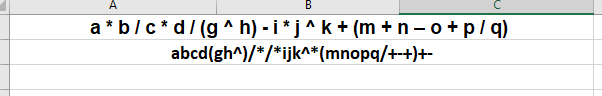 A B C
a * b / c * d / (g ^ h) - i * j ^ k + (m + n – o + p / q)
abcd(gh^)/*/*ijk^*(mnopq/+-+)+-